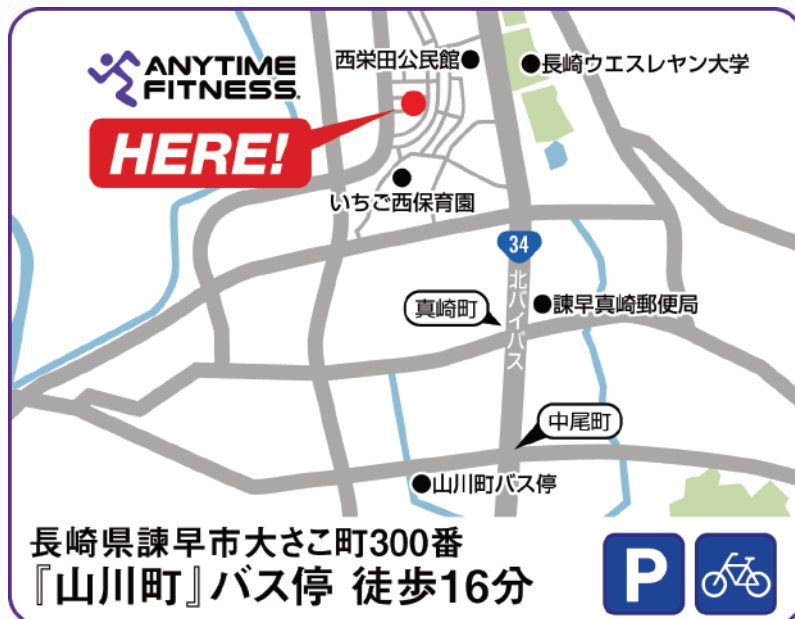 ANYTIME
FITNESS
HERE!
西栄田公民館
長崎ウエスレヤン大学
いちご西保育園
34
北バイパス
真崎町
諫早真崎郵便局
中尾町
山川町バス停
長崎県諫早市大さこ町300番
『山川町』バス停 徒歩16分
P